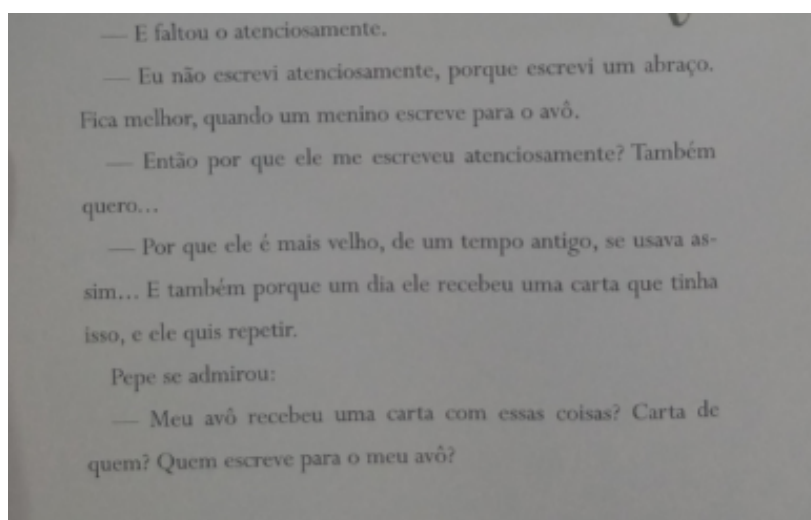 — E faltou o atenciosamente.
— Eu não escrevi atenciosamente, porque escrevi um abraço.
Fica melhor, quando um menino escreve para o avô.
— Então por que ele me escreveu atenciosamente? Também
quero...
— Por que ele é mais velho, de um tempo antigo, se usava as-
sim... E também porque um dia ele recebeu uma carta que tinha
isso, e ele quis repetir.
Pepe se admirou:
— Meu avô recebeu uma carta com essas coisas? Carta de
quem? Quem escreve para o meu avô?